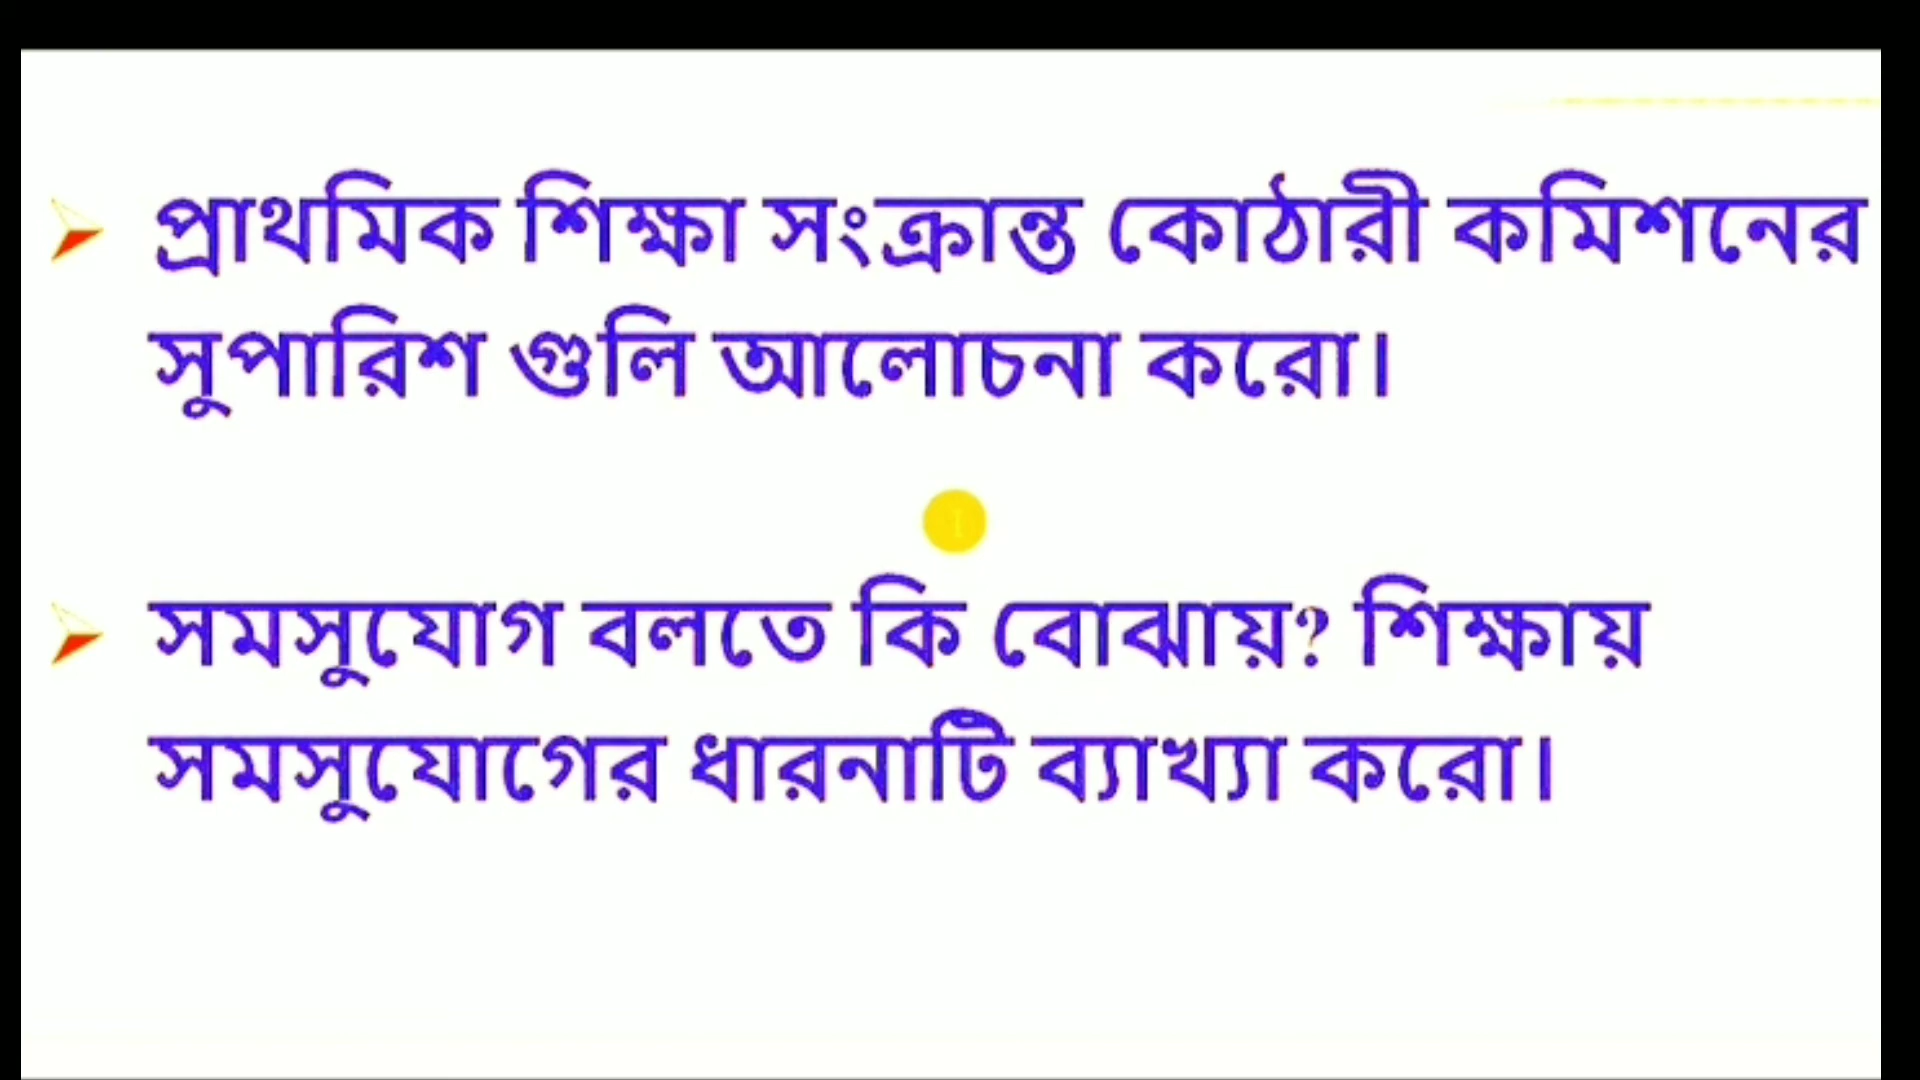 প্রাথমিক শিক্ষা সংক্রান্ত কোঠারী কমিশনের
সুপারিশ গুলি আলোচনা করো।
সমসুযোগ বলতে কি বোঝায়? শিক্ষায়
সমসুযোগের ধারনাটি ব্যাখ্যা করো।